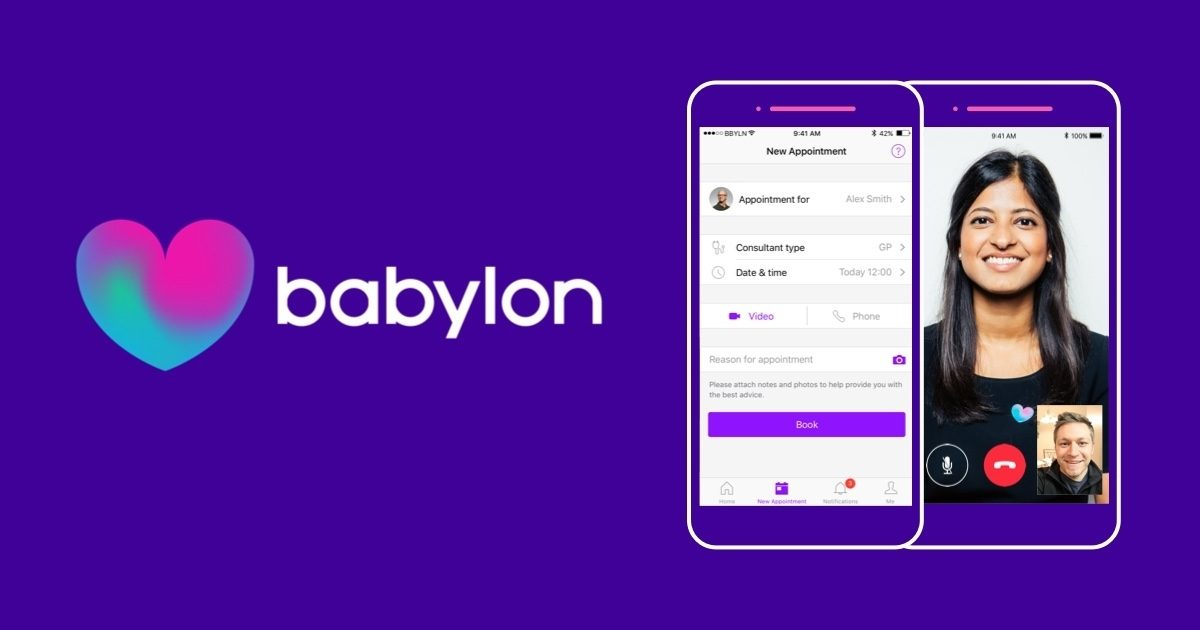 babylon
BBYLN 9:41 AM 42%
New Appointment ?
Appointment for Alex Smith
Consultant type GP
Date & time Today 12:00
Video Phone
Reason for appointment
Please attach notes and photos to help provide you with
the best advice.
Book
3
Home New Appointment Notifications Me
9:41 AM 100%